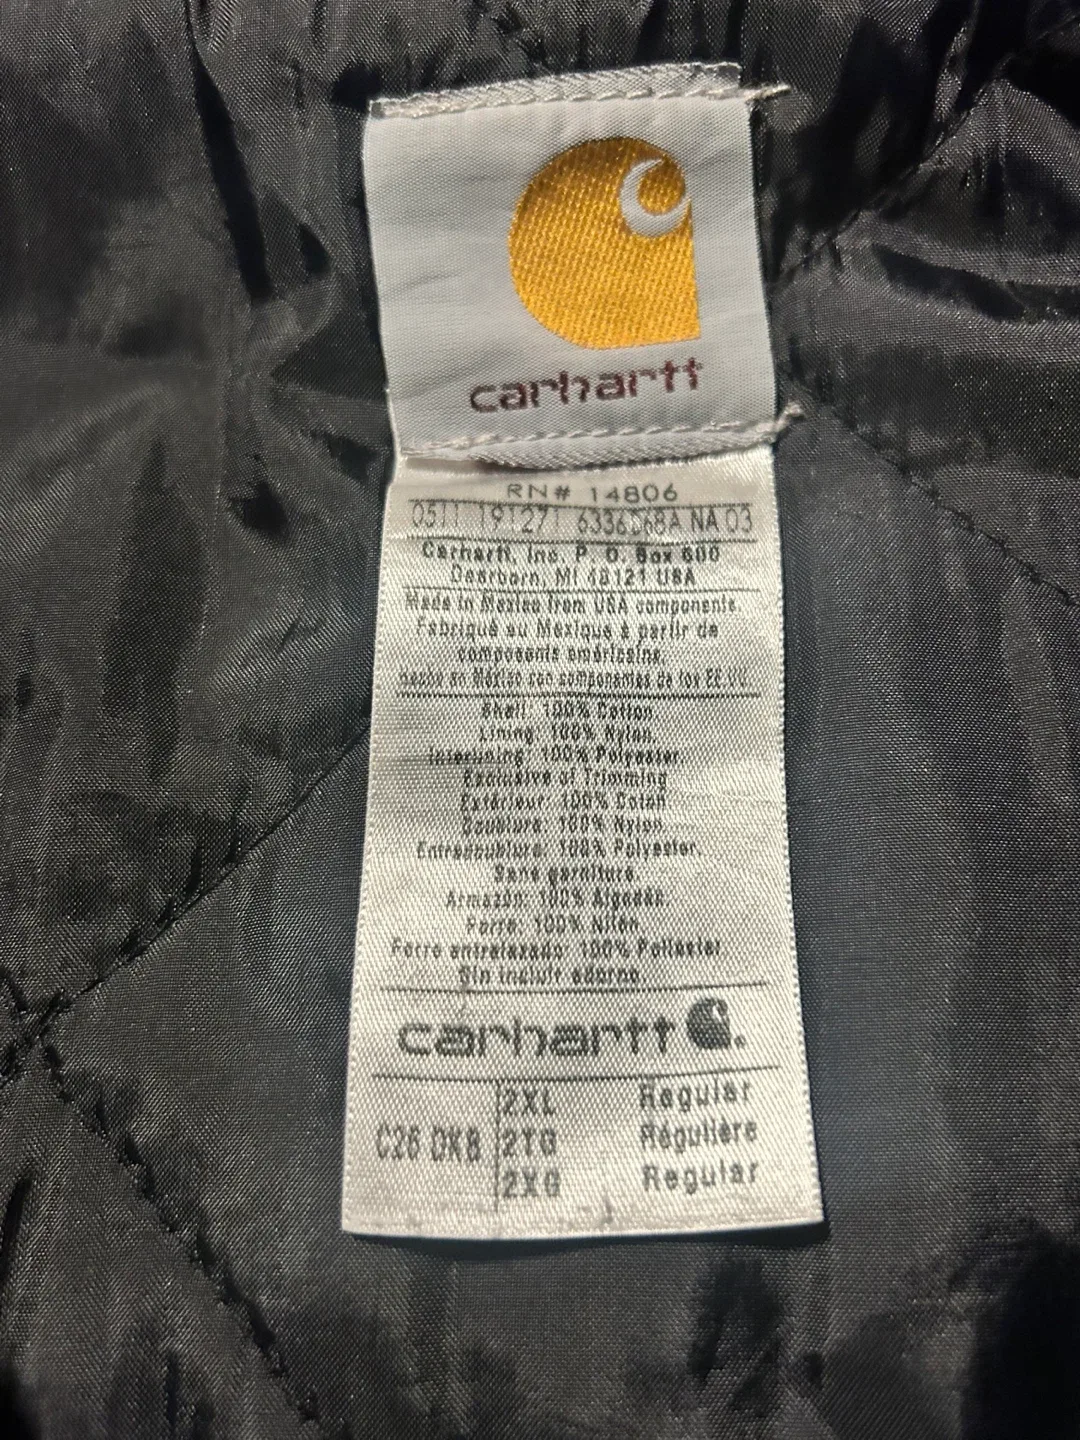 carhartt
RN# 14806
0511 191271 6336D68A NA 03
Carhartt, Inc. P. O. Box 600
Dearborn, MI 48121 USA
Made in Mexico from USA components.
Fabriqué au Mexique à partir de
composants américains.
Hecho en México con componentes de los EE.UU.
Shell: 100% Cotton
Lining: 100% Nylon
Interlining: 100% Polyester
Exclusive of Trimming
Extérieur: 100% Coton
Doublure: 100% Nylon
Entredoublure: 100% Polyester.
Sans garniture.
Armazón: 100% Algodón.
Forro: 100% Nilon
Forro entrelazado: 100% Poliester
Sin incluir adorno
carhartt
2XL Regular
C26 DKB 2TG Régulière
2XG Regular